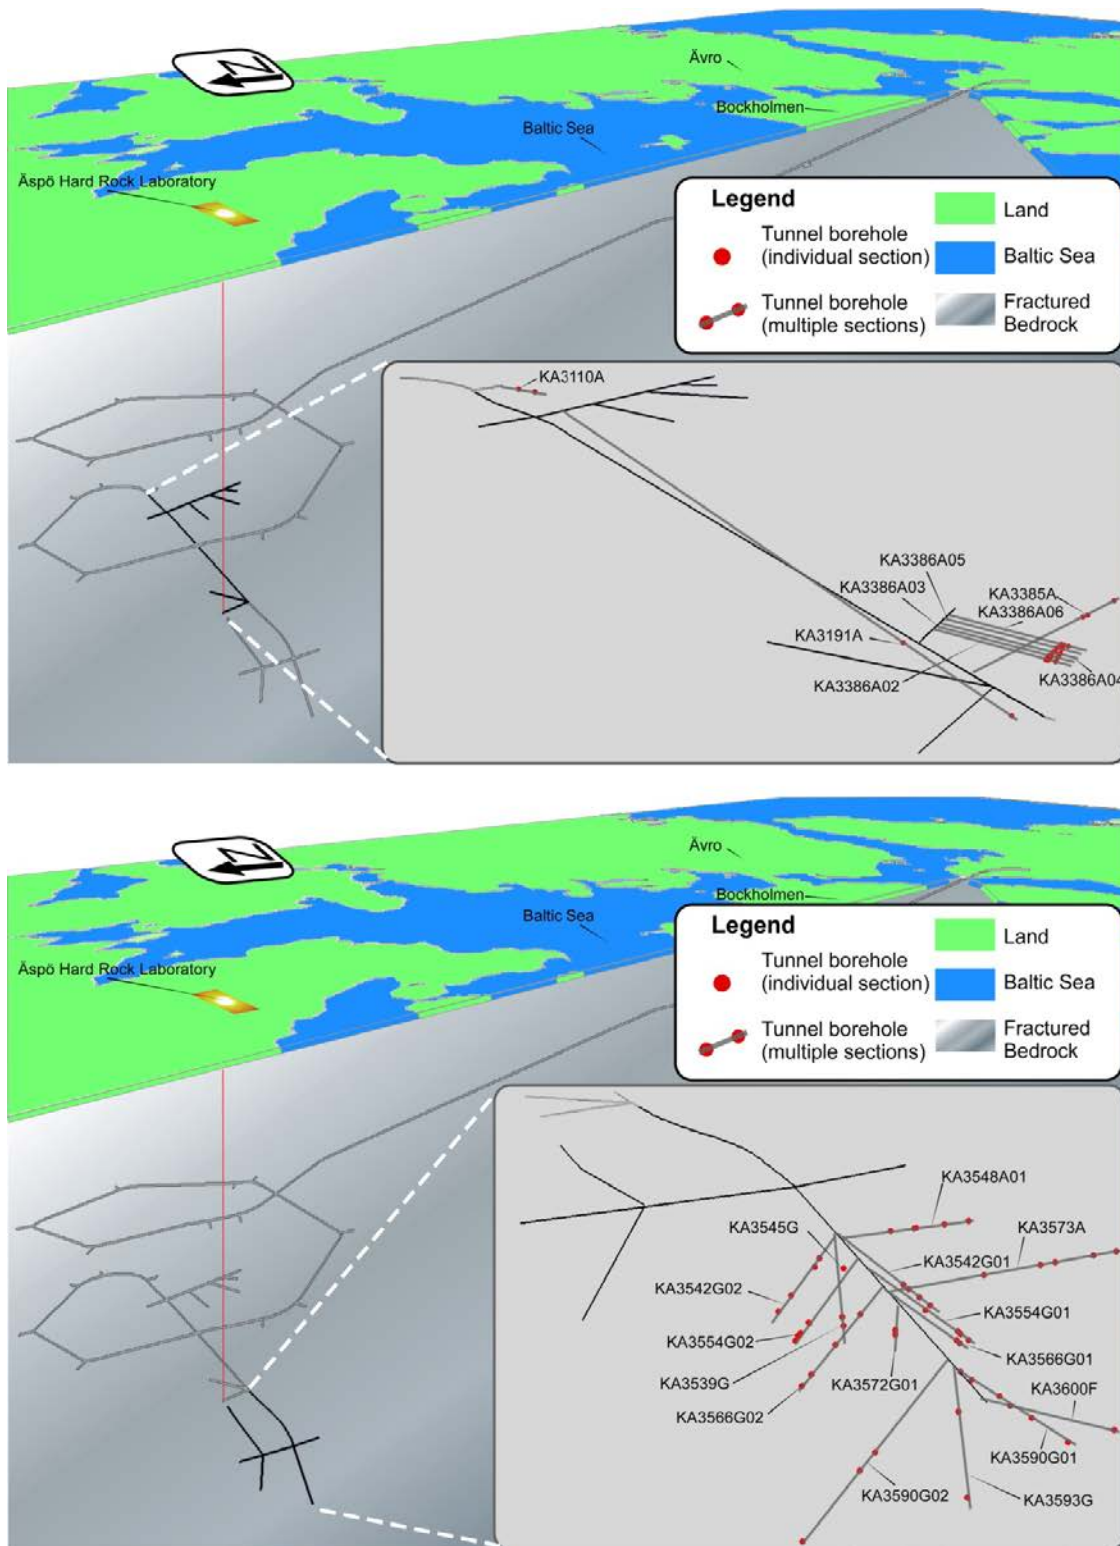 Z
Ävro
Bockholmen
Baltic Sea
Äspö Hard Rock Laboratory
Legend
Tunnel borehole
(individual section)
Tunnel borehole
(multiple sections)
Land
Baltic Sea
Fractured
Bedrock
KA3110A
KA3386A05
KA3386A03
KA3385A
KA3386A06
KA3191A
KA3386A02
KA3386A04
Z
Ävro
Bockholmen
Baltic Sea
Äspö Hard Rock Laboratory
Legend
Tunnel borehole
(individual section)
Tunnel borehole
(multiple sections)
Land
Baltic Sea
Fractured
Bedrock
KA3548A01
KA3545G
KA3573A
KA3542G01
KA3542G02
KA3554G01
KA3554G02
KA3566G01
KA3539G
KA3572G01
KA3600F
KA3566G02
KA3590G01
KA3590G02
KA3593G